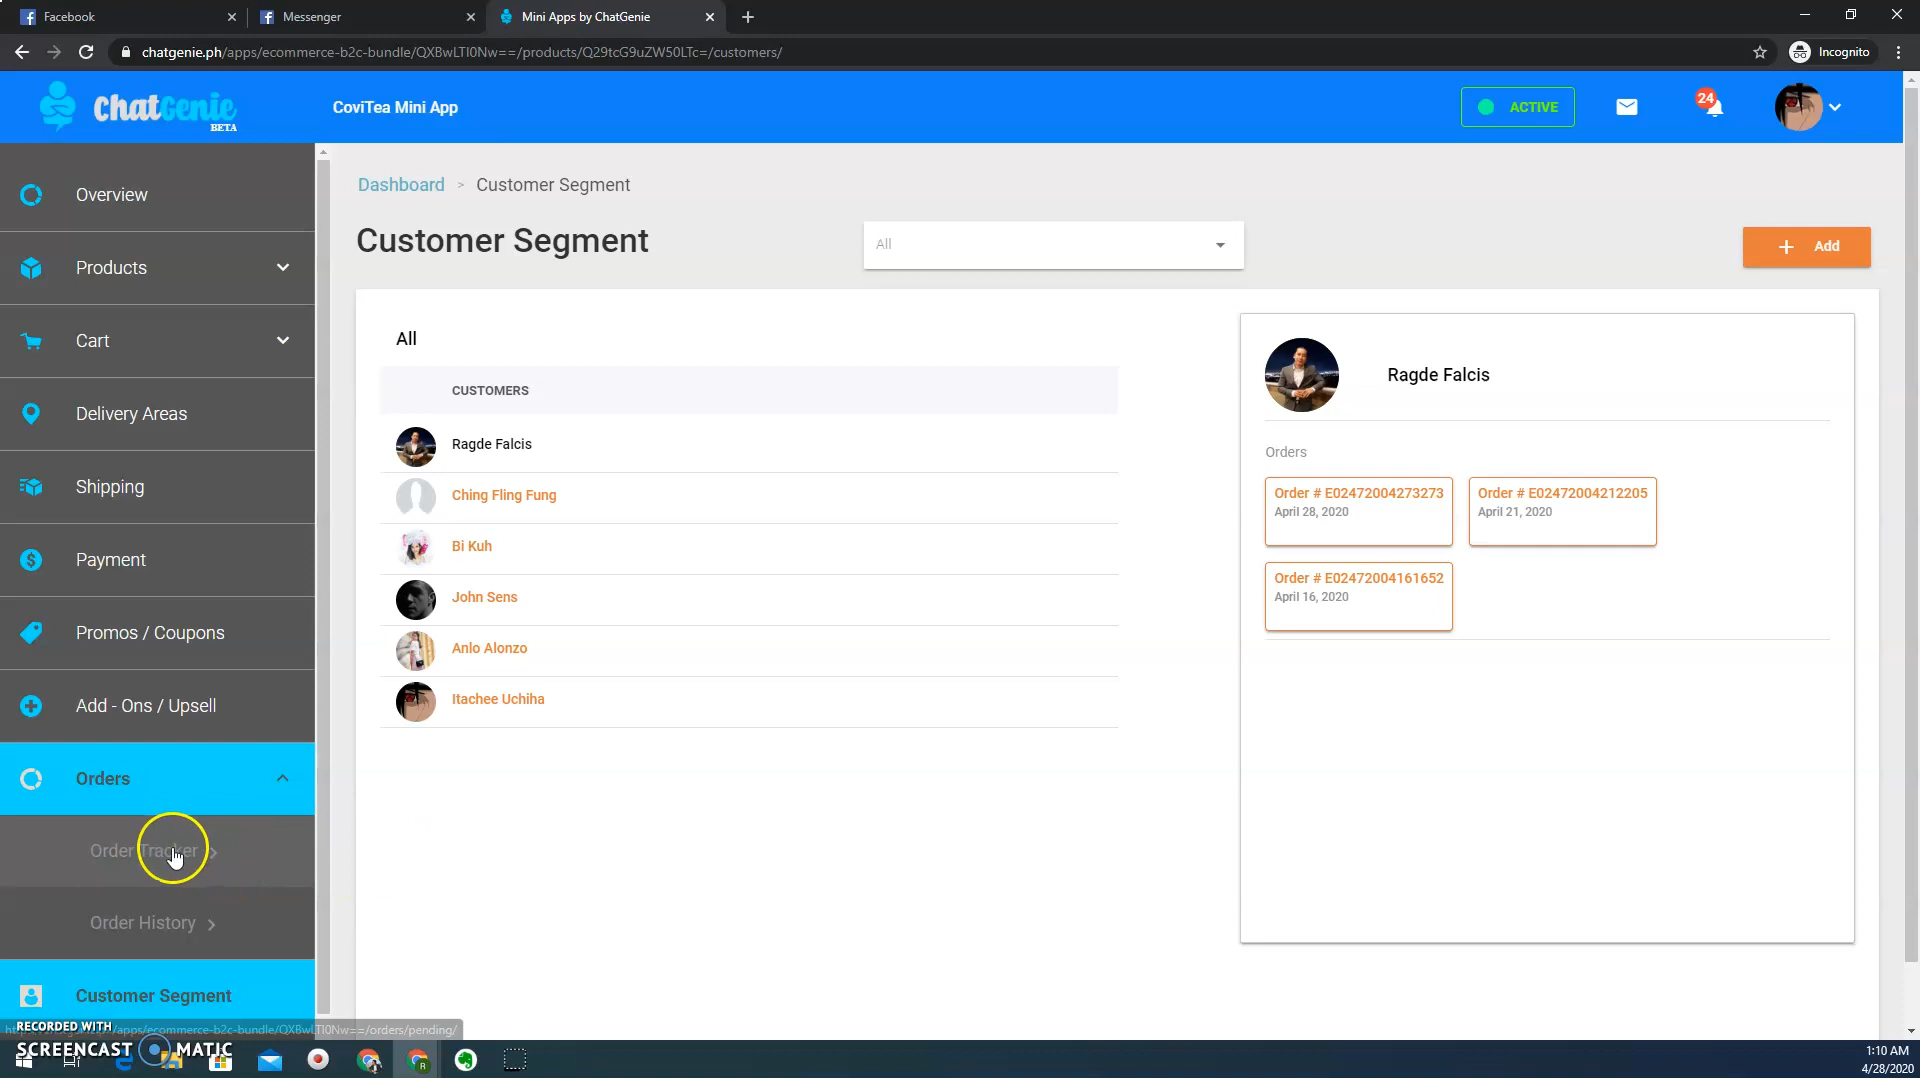 Facebook
Messenger
Mini Apps by ChatGenie
chatgenie.ph/apps/ecommerce-b2c-bundle/QXBwLTI0Nw==/products/Q29tcG9uZW50LTc=/customers/
Incognito
ChatGenie
BETA
CoviTea Mini App
ACTIVE
24
Overview
Products
Cart
Delivery Areas
Shipping
Payment
Promos / Coupons
Add - Ons / Upsell
Orders
Order Tracker
Order History
Customer Segment
Dashboard > Customer Segment
Customer Segment
All
Add
All
CUSTOMERS
Ragde Falcis
Ching Fling Fung
Bi Kuh
John Sens
Anlo Alonzo
Itachee Uchiha
Ragde Falcis
Orders
Order # E02472004273273
April 28, 2020
Order # E02472004212205
April 21, 2020
Order # E02472004161652
April 16, 2020
/apps/ecommerce-b2c-bundle/QXBwLTI0Nw==/orders/pending/
RECORDED WITH
SCREENCAST MATIC
1:10 AM
4/28/2020